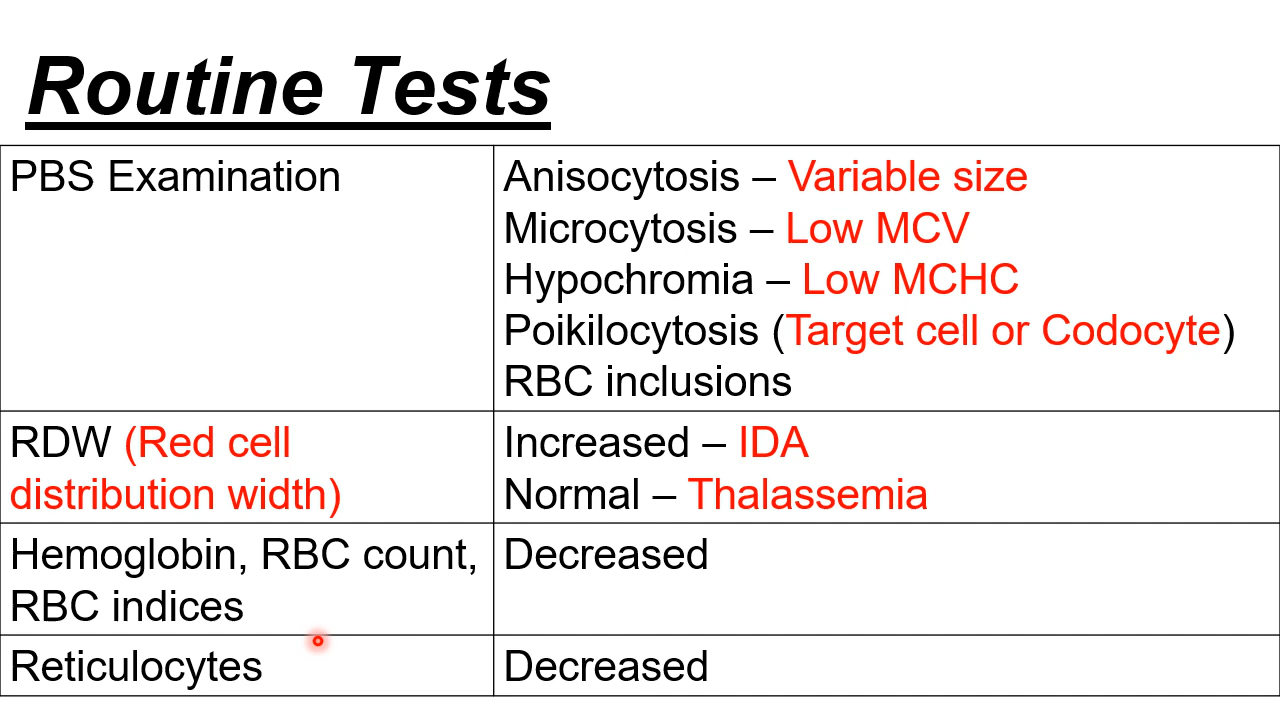 Routine Tests
PBS Examination
Anisocytosis – Variable size
Microcytosis – Low MCV
Hypochromia – Low MCHC
Poikilocytosis (Target cell or Codocyte)
RBC inclusions
RDW (Red cell
distribution width)
Increased – IDA
Normal – Thalassemia
Hemoglobin, RBC count,
RBC indices
Decreased
Reticulocytes
Decreased